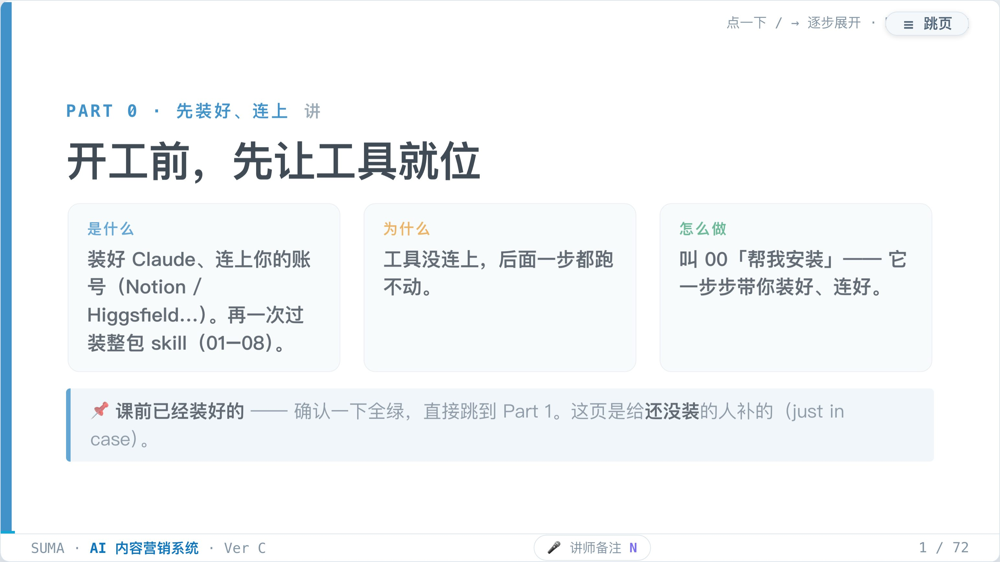 点一下 / → 逐步展开 ·
≡ 跳页
PART 0 · 先装好、连上 讲
开工前，先让工具就位
是什么
装好 Claude、连上你的账
号（Notion /
Higgsfield…）。再一次过
装整包 skill（01—08）。
为什么
工具没连上，后面一步都跑
不动。
怎么做
叫 00「帮我安装」—— 它
一步步带你装好、连好。
📌 课前已经装好的 —— 确认一下全绿，直接跳到 Part 1。这页是给还没装的人补的（just in
case）。
SUMA · AI 内容营销系统 · Ver C
🎤 讲师备注 N
1 / 72